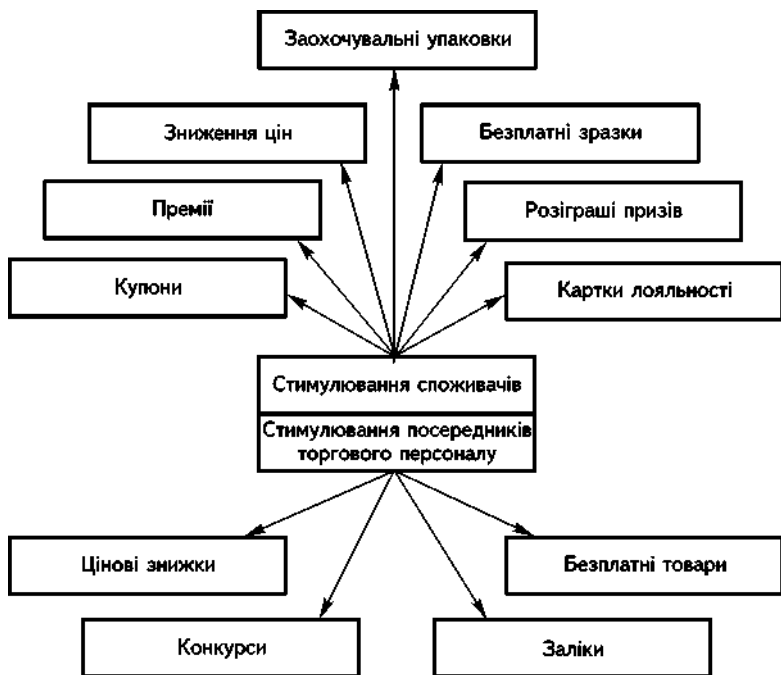 Заохочувальні упаковки
Зниження цін
Безплатні зразки
Премії
Розіграші призів
Купони
Картки лояльності
Стимулювання споживачів
Стимулювання посередників
торгового персоналу
Цінові знижки
Безплатні товари
Конкурси
Заліки